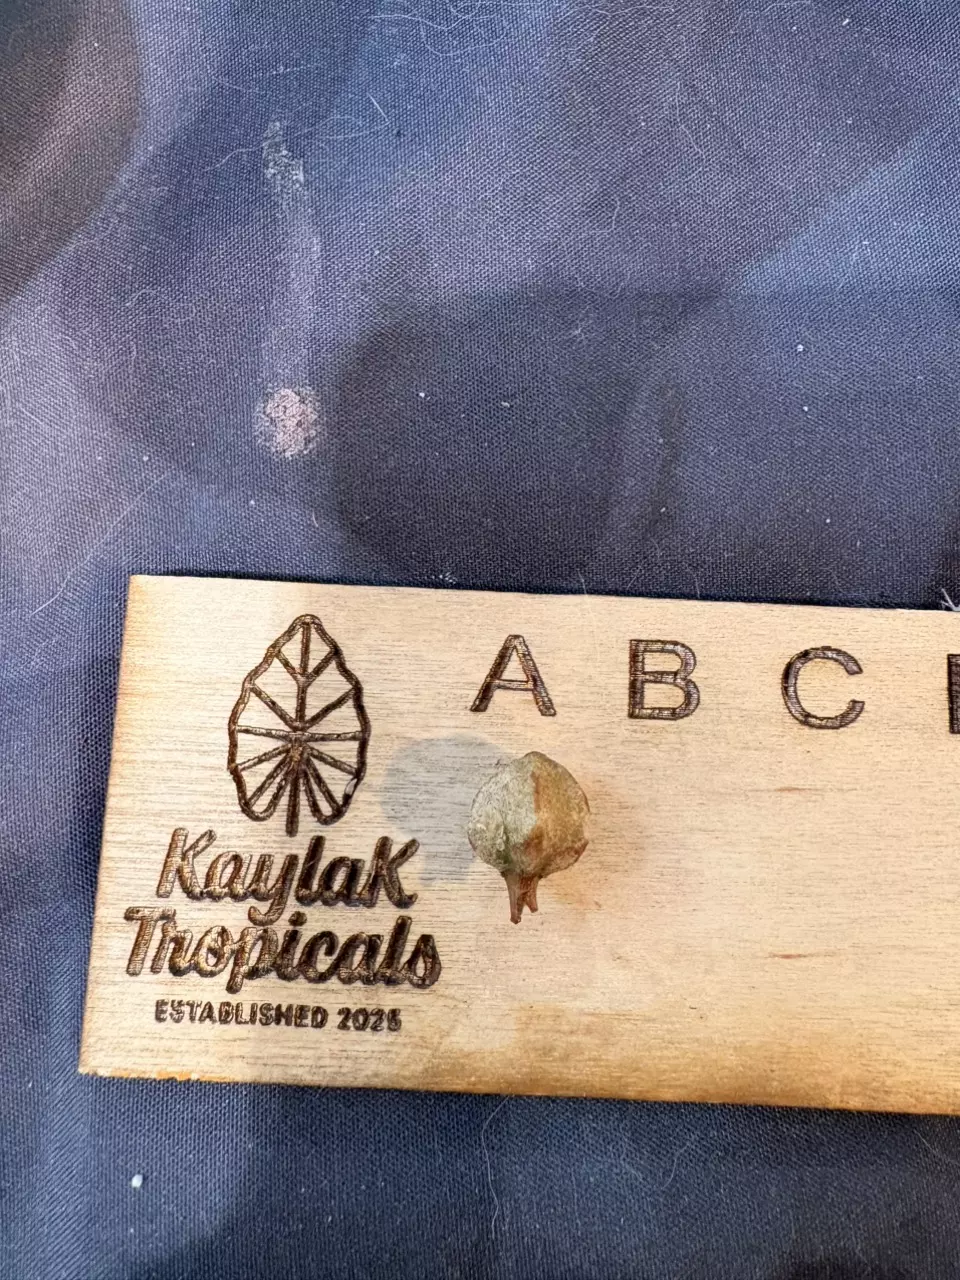 A B C
KaylaK
Tropicals
ESTABLISHED 2025